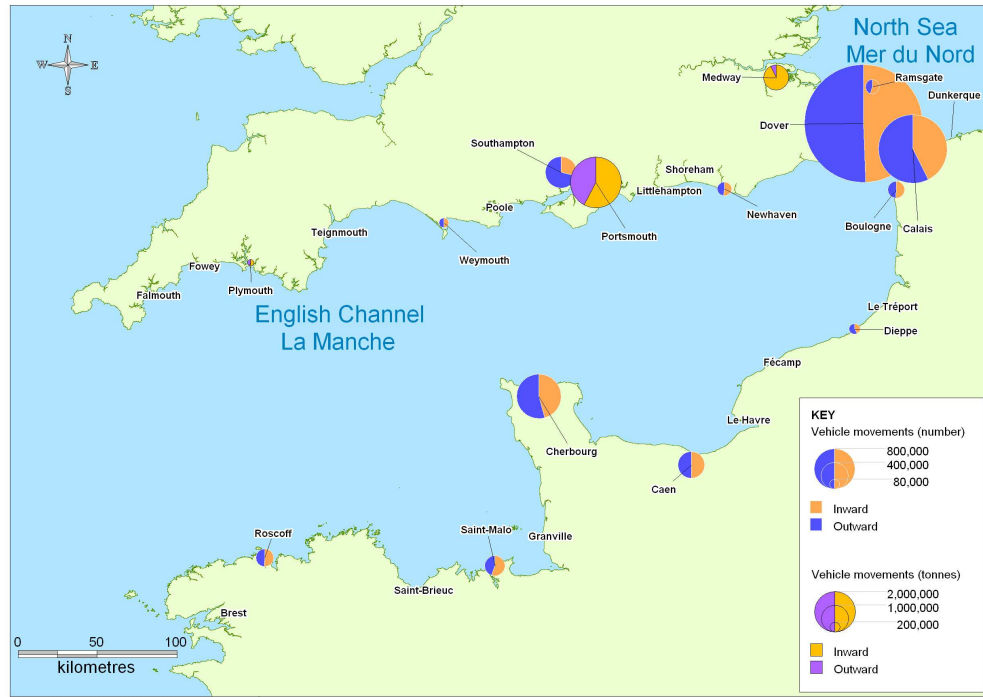 North Sea
Mer du Nord
N
W E
S
Medway
Ramsgate
Dunkerque
Dover
Southampton
Shoreham
Littlehampton
Newhaven
Boulogne
Calais
Poole
Portsmouth
Teignmouth
Weymouth
Fowey
Plymouth
Falmouth
English Channel
La Manche
Le Tréport
Dieppe
Fécamp
Le Havre
Cherbourg
Caen
Roscoff
Saint-Malo
Granville
Saint-Brieuc
Brest
0 50 100
kilometres
KEY
Vehicle movements (number)
800,000
400,000
80,000
Inward
Outward
Vehicle movements (tonnes)
2,000,000
1,000,000
200,000
Inward
Outward